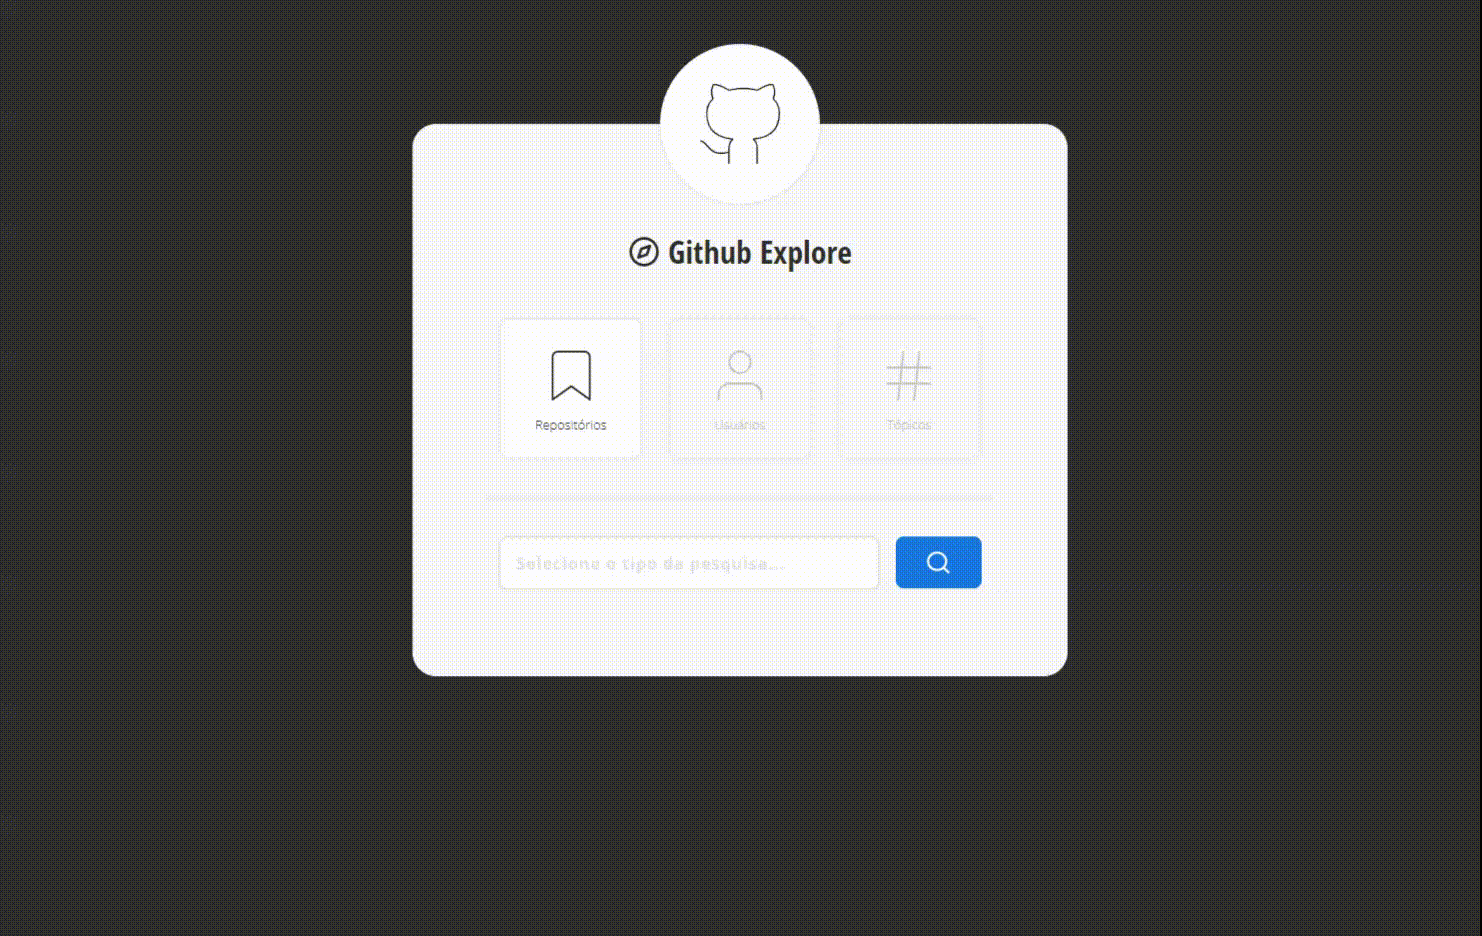 Github Explore
Repositórios
Usuários
Tópicos
Selecione o tipo da pesquisa...